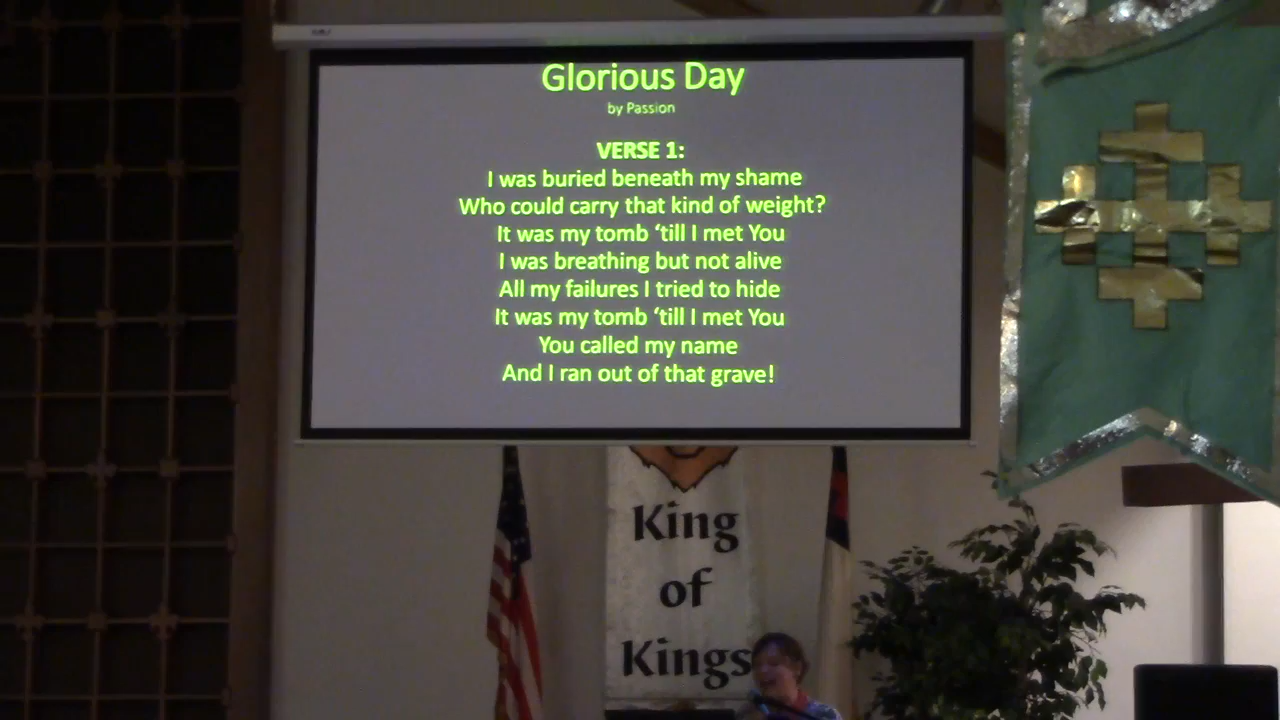 Glorious Day
by Passion
VERSE 1:
I was buried beneath my shame
Who could carry that kind of weight?
It was my tomb ‘till I met You
I was breathing but not alive
All my failures I tried to hide
It was my tomb ‘till I met You
You called my name
And I ran out of that grave!
King
of
Kings